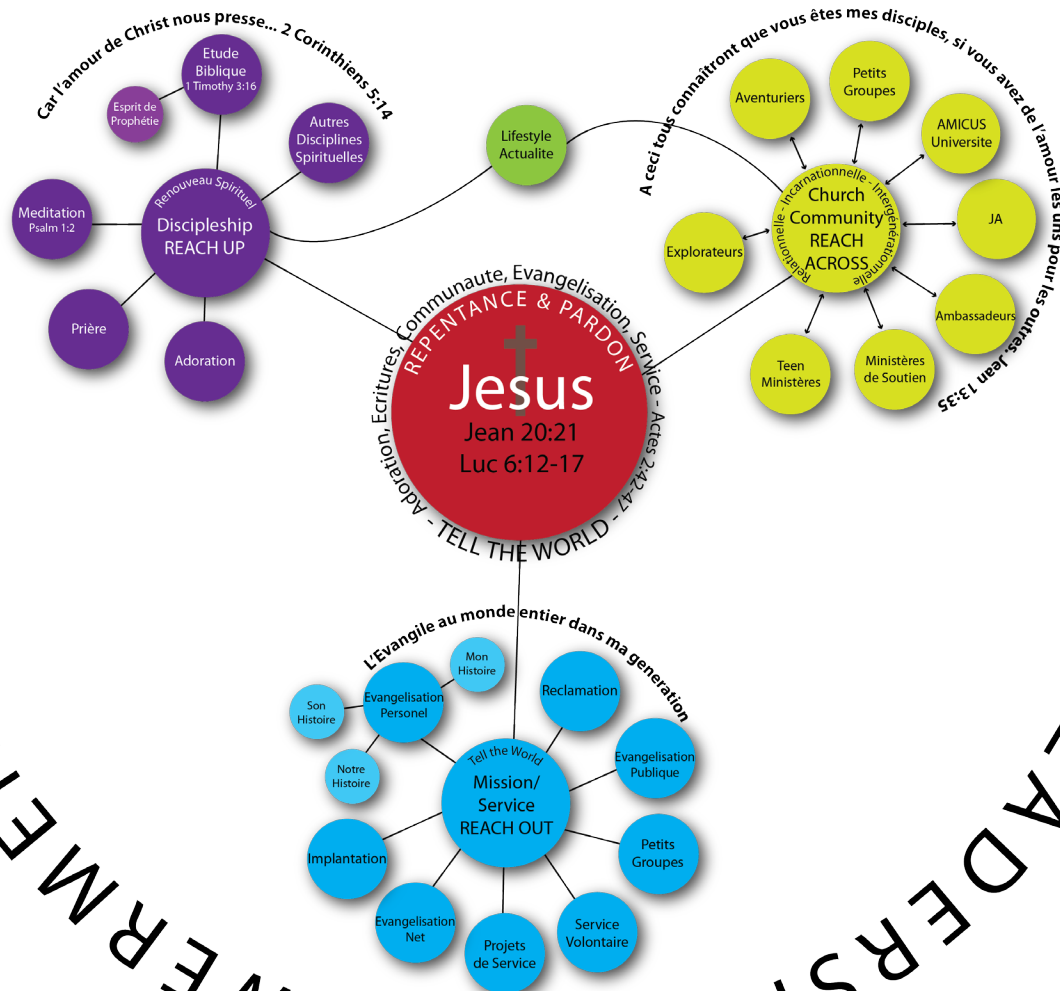 Car l'amour de Christ nous presse... 2 Corinthiens 5:14
Etude
Biblique
1 Timothy 3:16
Esprit de
Prophétie
Autres
Disciplines
Spirituelles
Renouveau Spirituel
Discipleship
REACH UP
Meditation
Psalm 1:2
Prière
Adoration
Lifestyle
Actualite
A ceci tous connaîtront que vous êtes mes disciples, si vous avez de l'amour les uns pour les outres. Jean 13:35
Aventuriers
Petits
Groupes
AMICUS
Universite
JA
Ambassadeurs
Ministères
de Soutien
Teen
Ministères
Explorateurs
Relationnelle - Incarnationnelle - Intergénérationnelle
Church
Community
REACH
ACROSS
Adoration, Ecritures, Communaute, Evangelisation, Service - Actes 2:42-47 -
TELL THE WORLD -
REPENTANCE & PARDON
Jesus
Jean 20:21
Luc 6:12-17
L'Evangile au monde entier dans ma generation
Mon
Histoire
Evangelisation
Personel
Son
Histoire
Notre
Histoire
Reclamation
Evangelisation
Publique
Petits
Groupes
Service
Volontaire
Projets
de Service
Evangelisation
Net
Implantation
Tell the World
Mission/
Service
REACH OUT